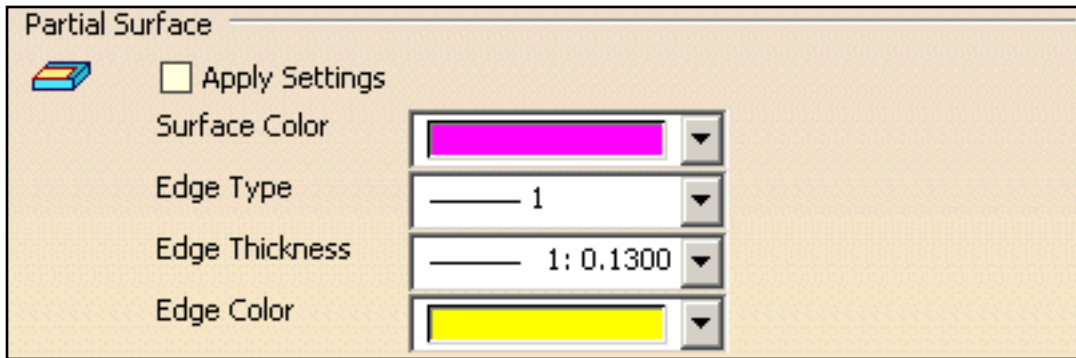 Partial Surface
Apply Settings
Surface Color
Edge Type 1
Edge Thickness 1: 0.1300
Edge Color